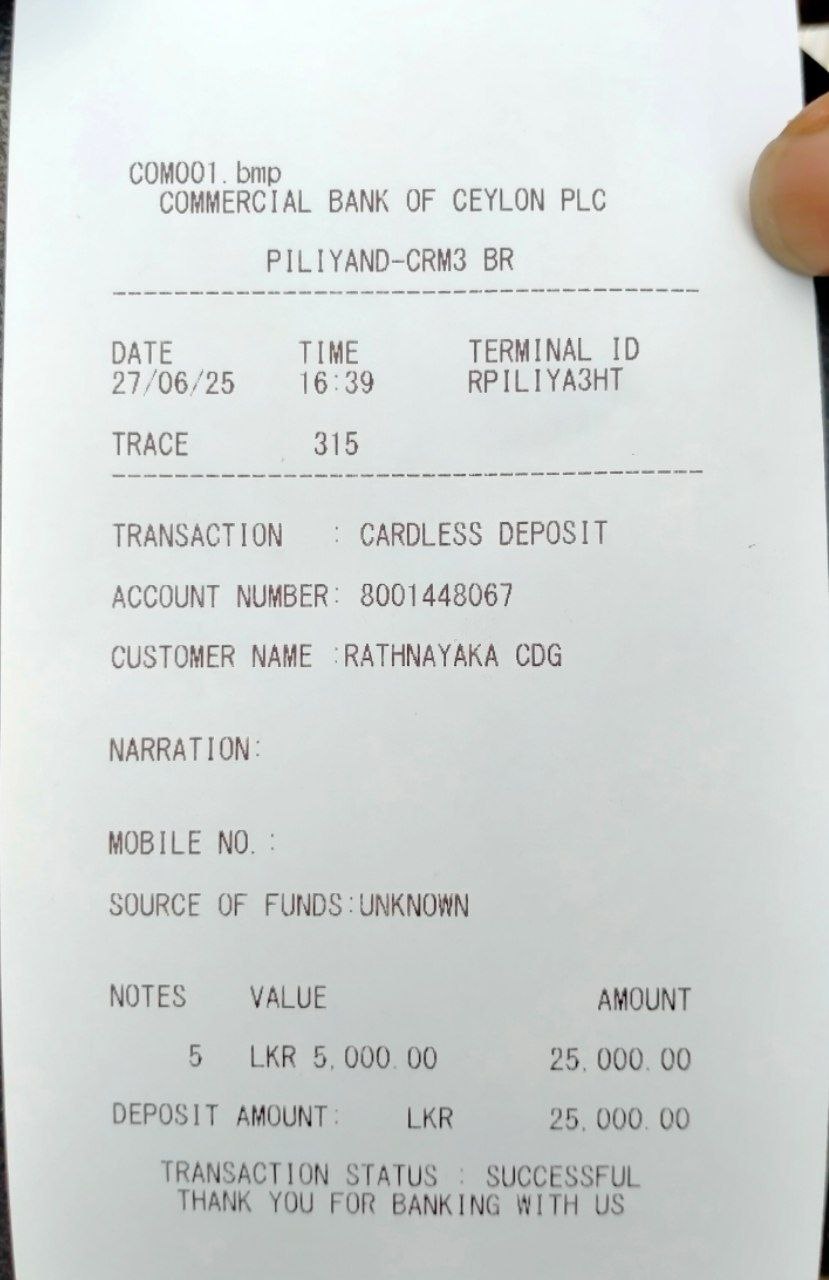 COM001.bmp
COMMERCIAL BANK OF CEYLON PLC
PILIYAND-CRM3 BR
DATE TIME TERMINAL ID
27/06/25 16:39 RPILIYA3HT
TRACE 315
TRANSACTION : CARDLESS DEPOSIT
ACCOUNT NUMBER: 8001448067
CUSTOMER NAME :RATHNAYAKA CDG
NARRATION:
MOBILE NO. :
SOURCE OF FUNDS:UNKNOWN
NOTES VALUE AMOUNT
5 LKR 5,000.00 25,000.00
DEPOSIT AMOUNT: LKR 25,000.00
TRANSACTION STATUS : SUCCESSFUL
THANK YOU FOR BANKING WITH US